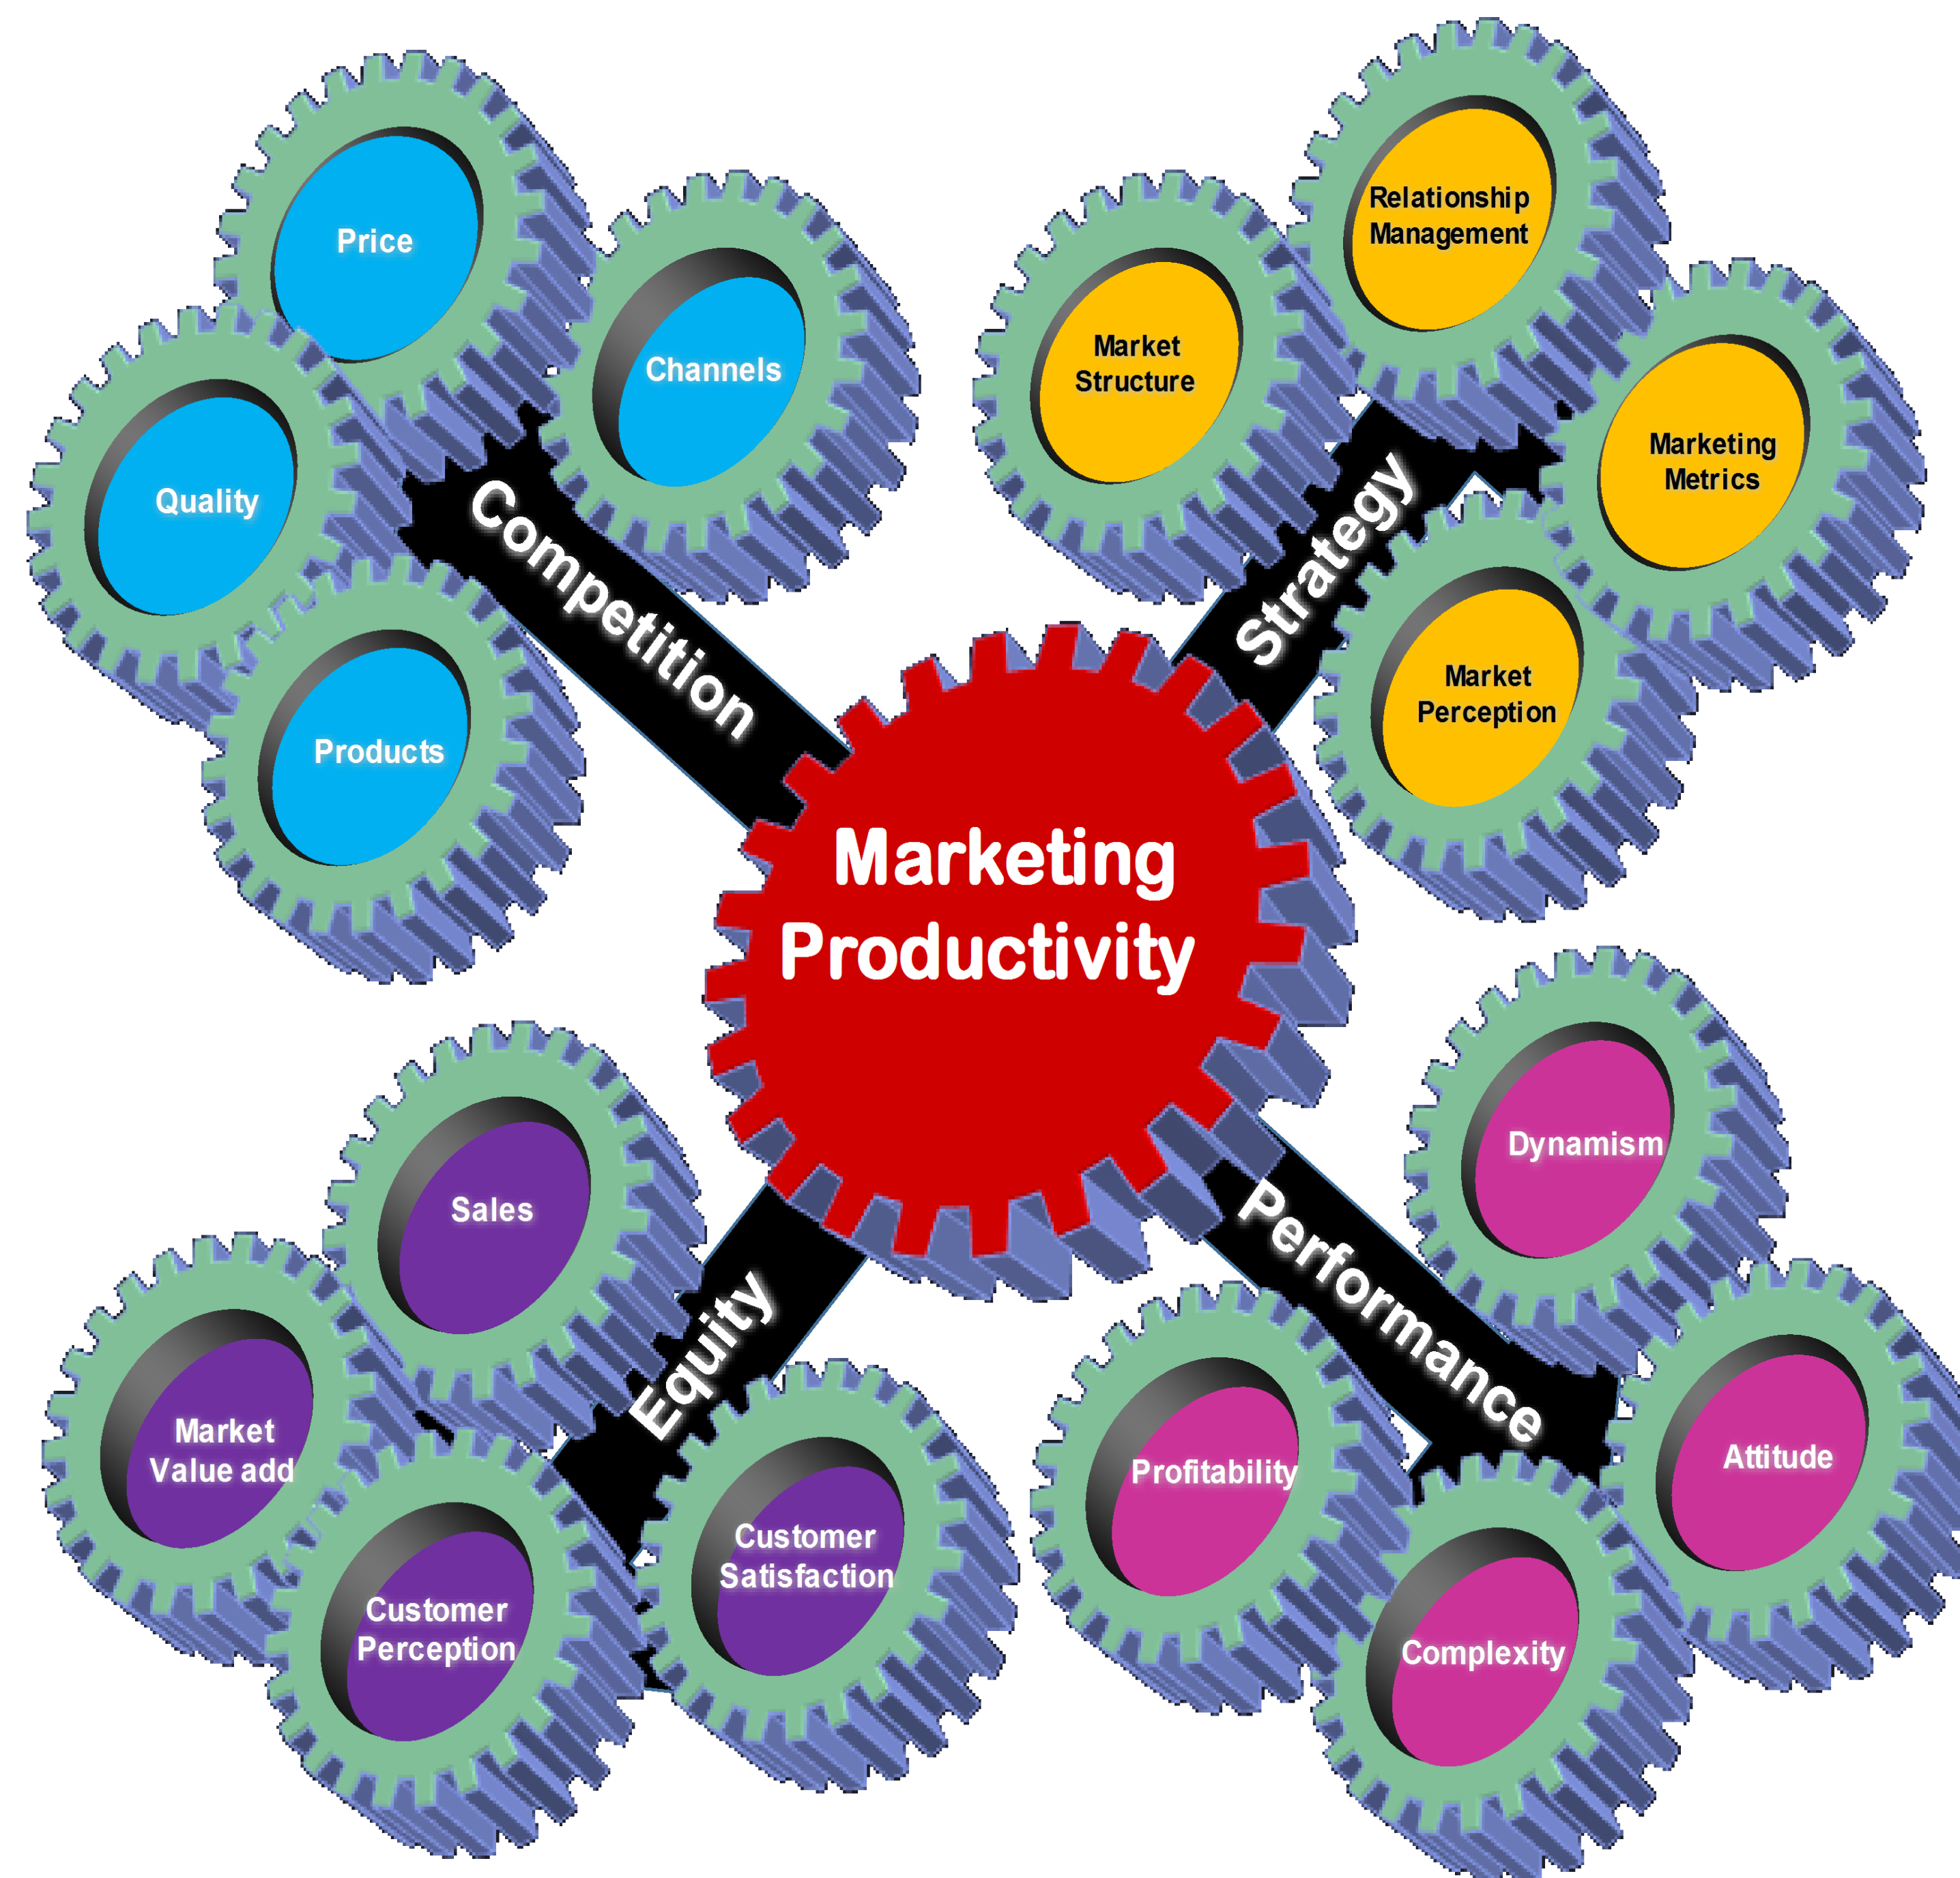 Price
Channels
Quality
Products
Competition
Relationship
Management
Market
Structure
Marketing
Metrics
Market
Perception
Strategy
Marketing
Productivity
Sales
Market
Value add
Customer
Perception
Customer
Satisfaction
Equity
Performance
Dynamism
Attitude
Profitability
Complexity